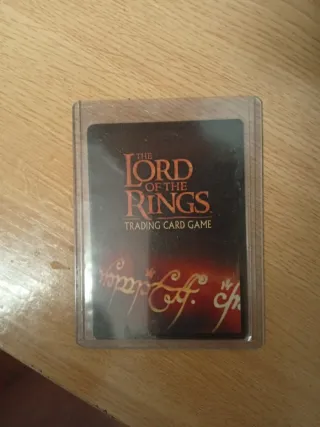 THE
LORD
OF THE
RINGS
TRADING CARD GAME